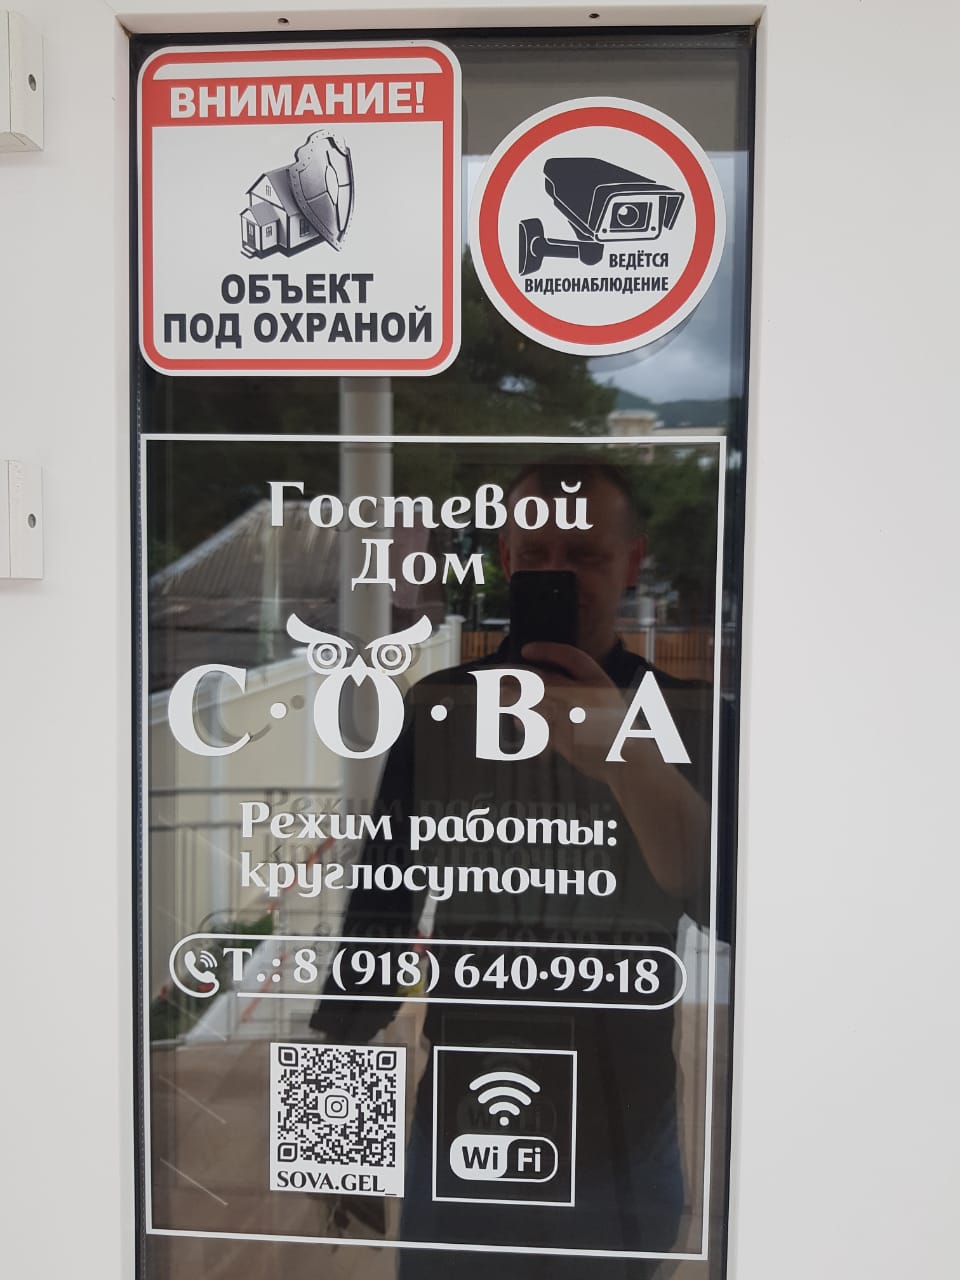 ВНИМАНИЕ!
ОБЪЕКТ
ПОД ОХРАНОЙ
ВЕДЁТСЯ
ВИДЕОНАБЛЮДЕНИЕ
Гостевой
Дом
С·О·В·А
Режим работы:
круглосуточно
Т.: 8 (918) 640·99·18
SOVA.GEL_
Wi Fi